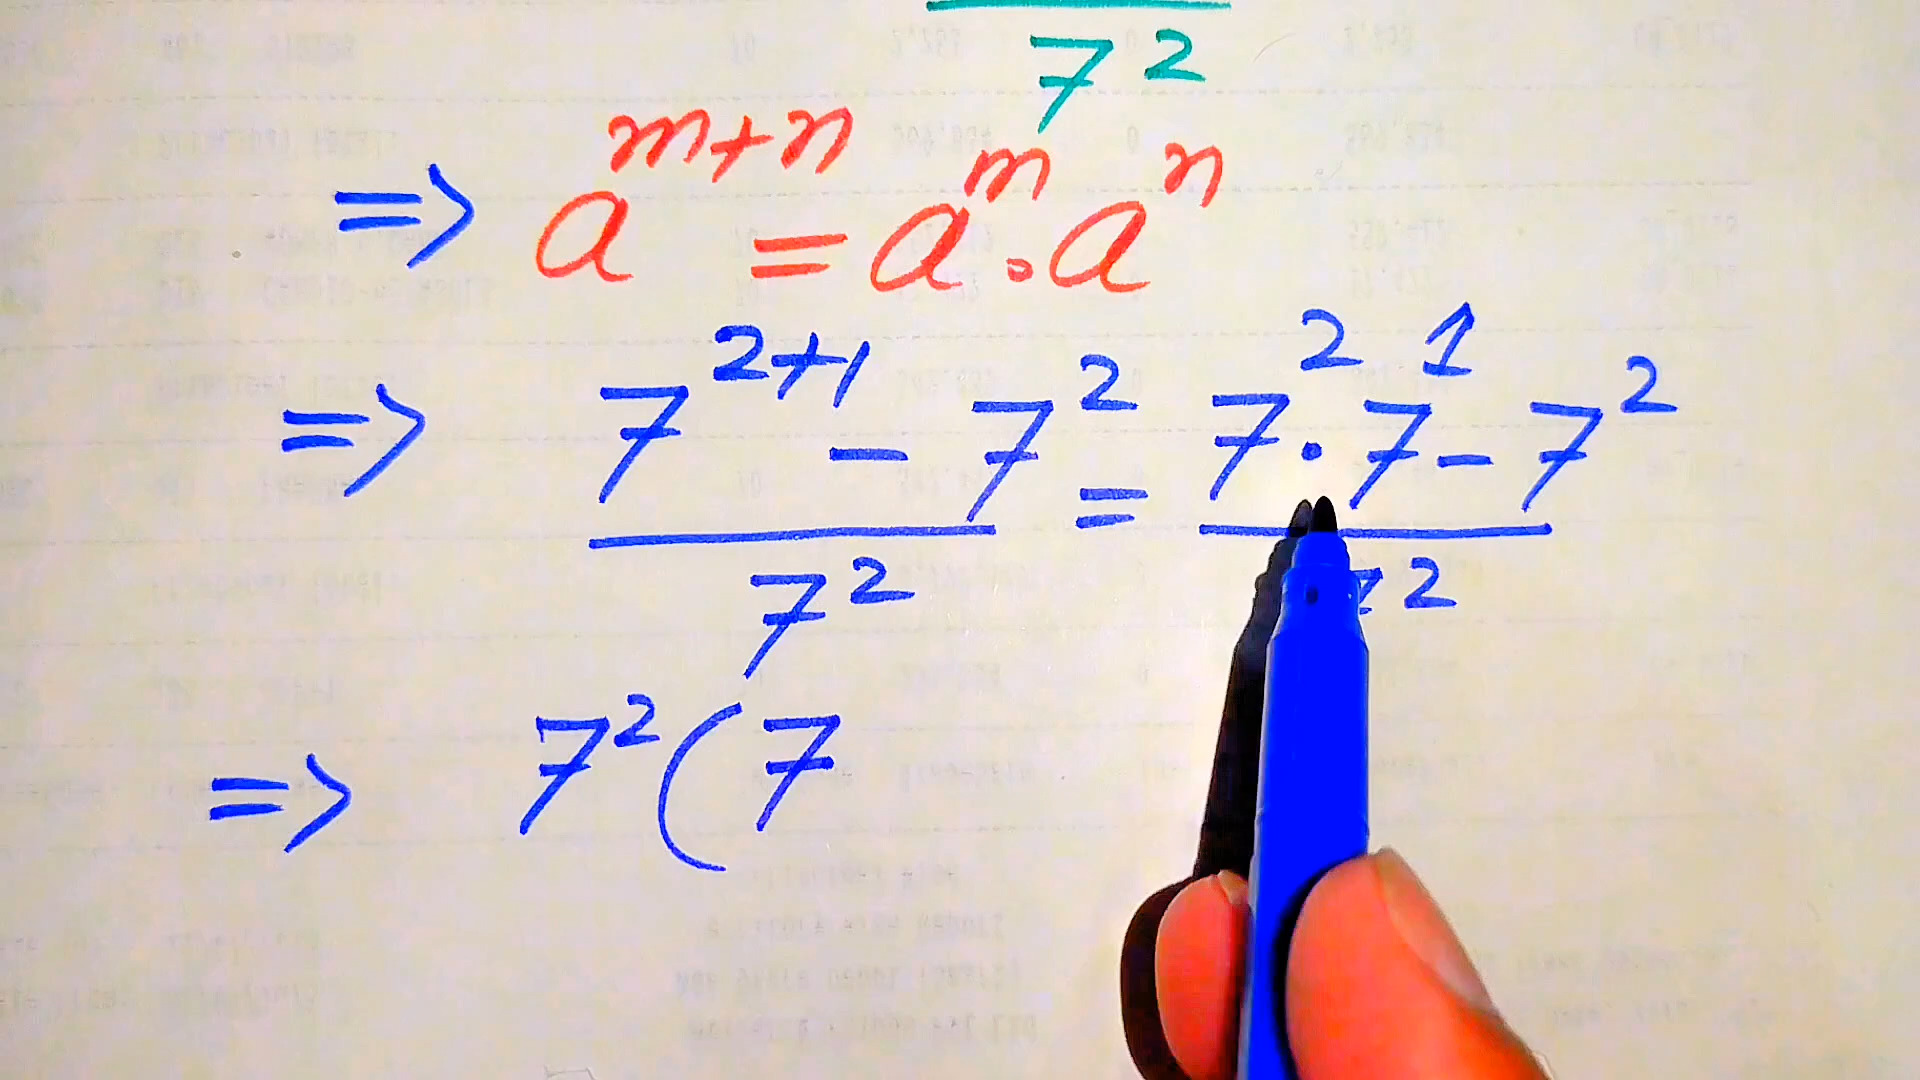 7²
=> a^{m+n} = a^m · a^n
=> (7^{2+1} - 7²)/7² = (7² · 7¹ - 7²)/7²
=> 7² (7